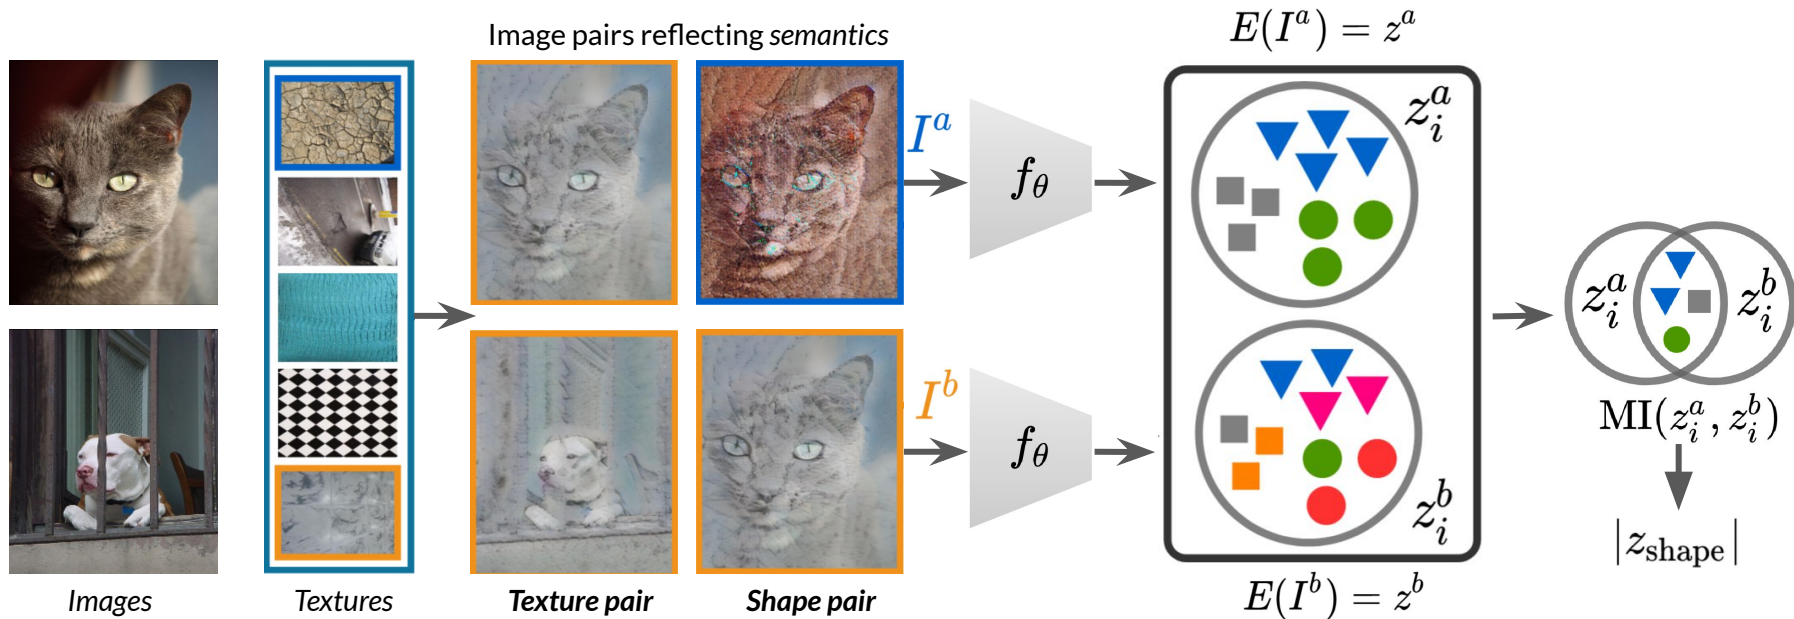 Image pairs reflecting semantics
E(I^a) = z^a
I^a
f_θ
z_i^a
I^b
f_θ
z_i^b
z_i^a
z_i^b
MI(z_i^a, z_i^b)
|z_shape|
Images
Textures
Texture pair
Shape pair
E(I^b) = z^b